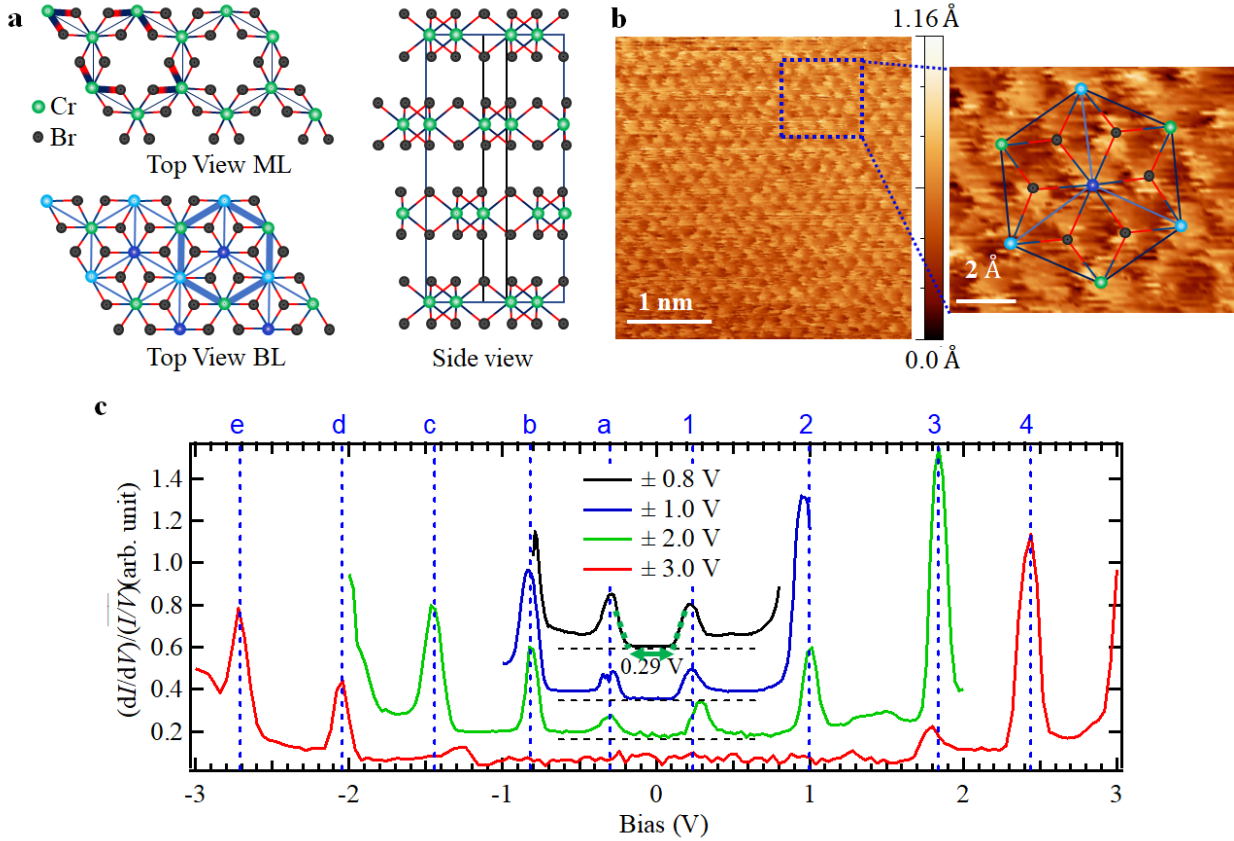 a
Cr
Br
Top View ML
Top View BL
Side view
b
1.16 Å
1 nm
0.0 Å
2 Å
c
e d c b a 1 2 3 4
± 0.8 V
± 1.0 V
± 2.0 V
± 3.0 V
1.4
1.2
1.0
0.8
0.6
0.4
0.2
0.29 V
(dI/dV)/(I/V)(arb. unit)
-3 -2 -1 0 1 2 3
Bias (V)